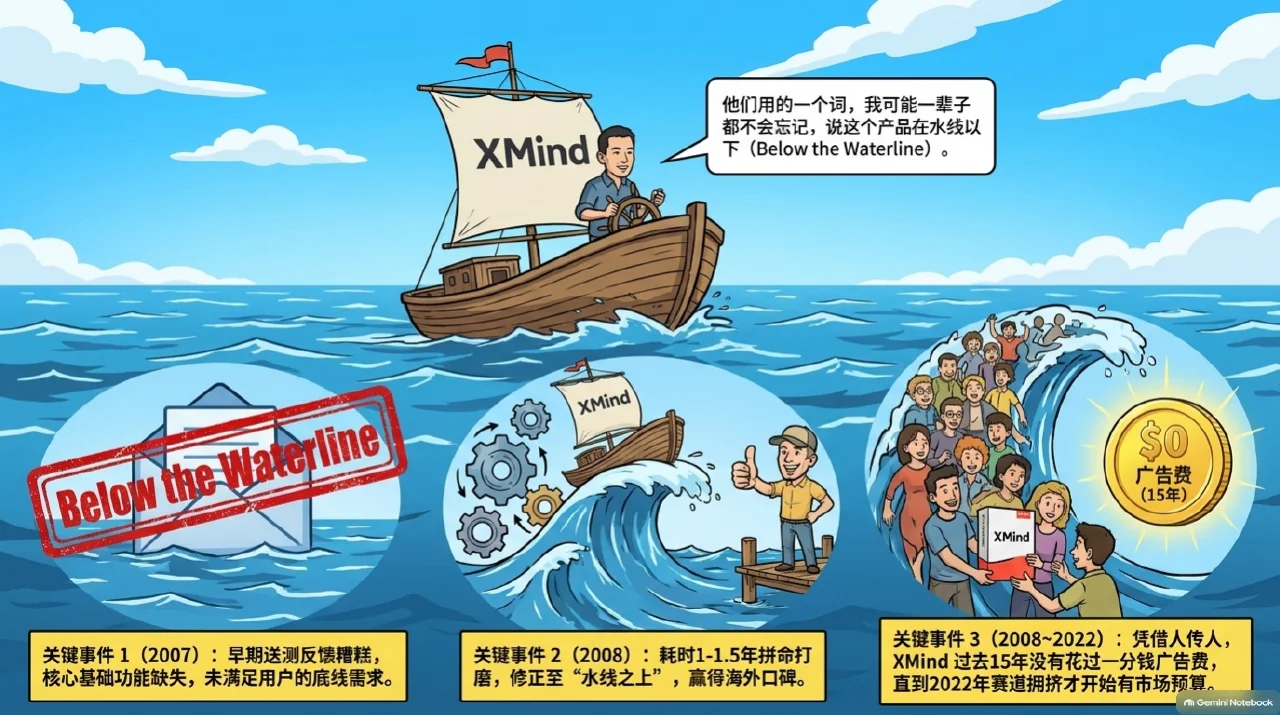 XMind
他们用的一个词，我可能一辈子
都不会忘记，说这个产品在水线以
下（Below the Waterline）。
Below the Waterline
XMind
$0
广告费
（15年）
XMind
关键事件 1（2007）：早期送测反馈糟糕，
核心基础功能缺失，未满足用户的底线需求。
关键事件 2（2008）：耗时1-1.5年拼命打
磨，修正至“水线之上”，赢得海外口碑。
关键事件 3（2008~2022）：凭借人传人，
XMind 过去15年没有花过一分钱广告费，
直到2022年赛道拥挤才开始有市场预算。
Gemini Notebook